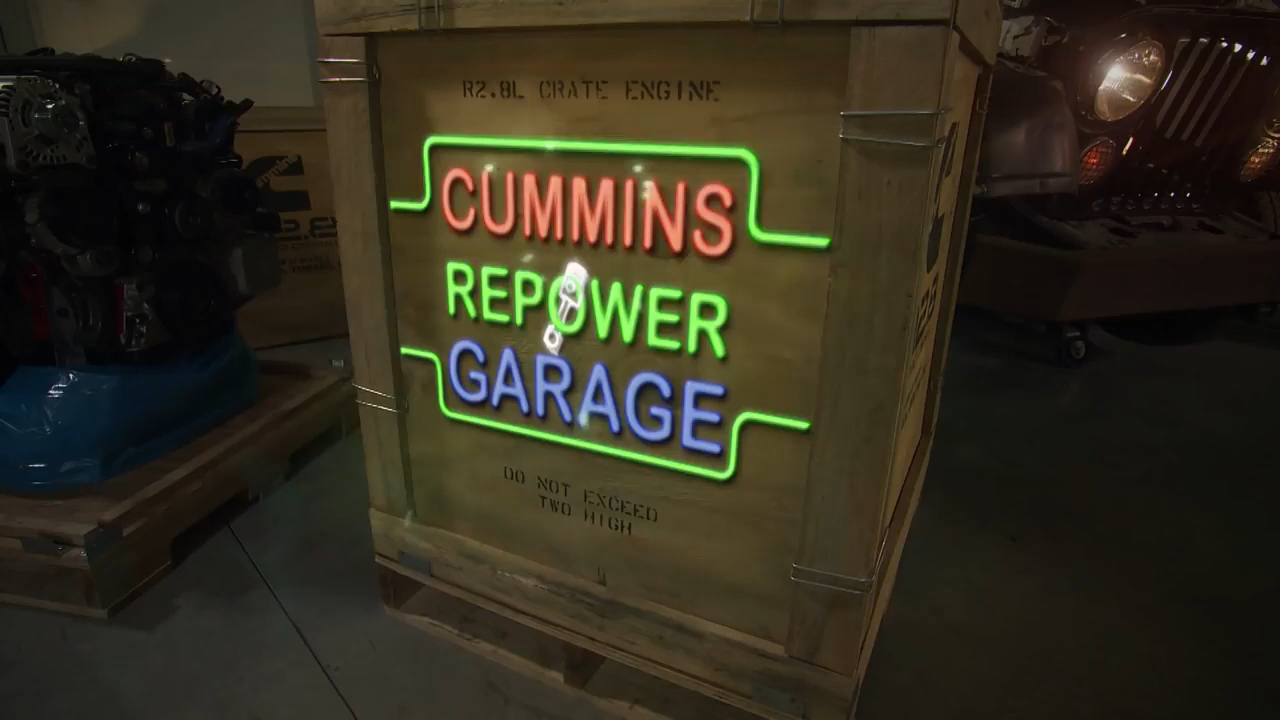 R2.8L CRATE ENGINE
CUMMINS
REPOWER
GARAGE
DO NOT EXCEED
TWO HIGH